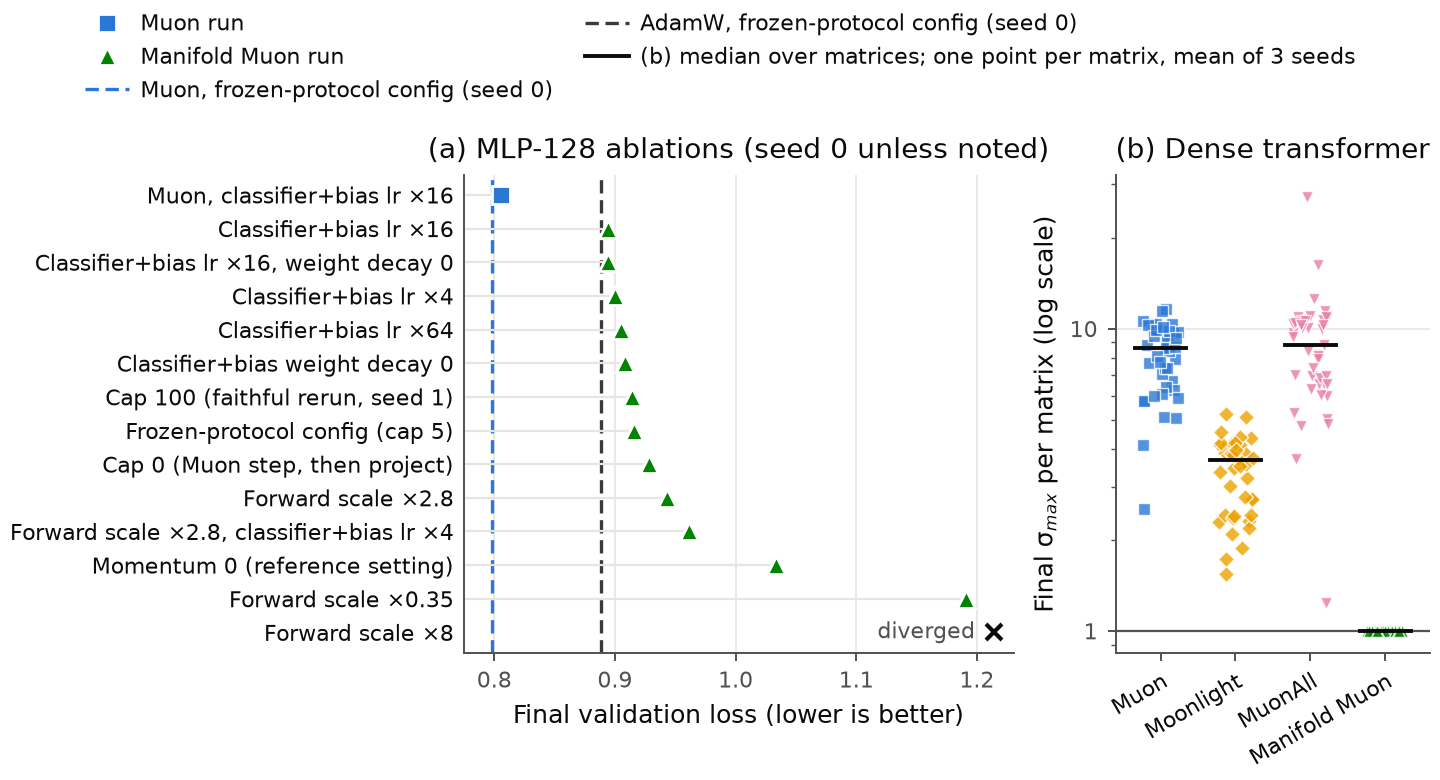 Muon run
Manifold Muon run
Muon, frozen-protocol config (seed 0)
AdamW, frozen-protocol config (seed 0)
(b) median over matrices; one point per matrix, mean of 3 seeds
(a) MLP-128 ablations (seed 0 unless noted)
Muon, classifier+bias lr ×16
Classifier+bias lr ×16
Classifier+bias lr ×16, weight decay 0
Classifier+bias lr ×4
Classifier+bias lr ×64
Classifier+bias weight decay 0
Cap 100 (faithful rerun, seed 1)
Frozen-protocol config (cap 5)
Cap 0 (Muon step, then project)
Forward scale ×2.8
Forward scale ×2.8, classifier+bias lr ×4
Momentum 0 (reference setting)
Forward scale ×0.35
Forward scale ×8
diverged
0.8 0.9 1.0 1.1 1.2
Final validation loss (lower is better)
(b) Dense transformer
Final σmax per matrix (log scale)
10
1
Muon
Moonlight
MuonAll
Manifold Muon